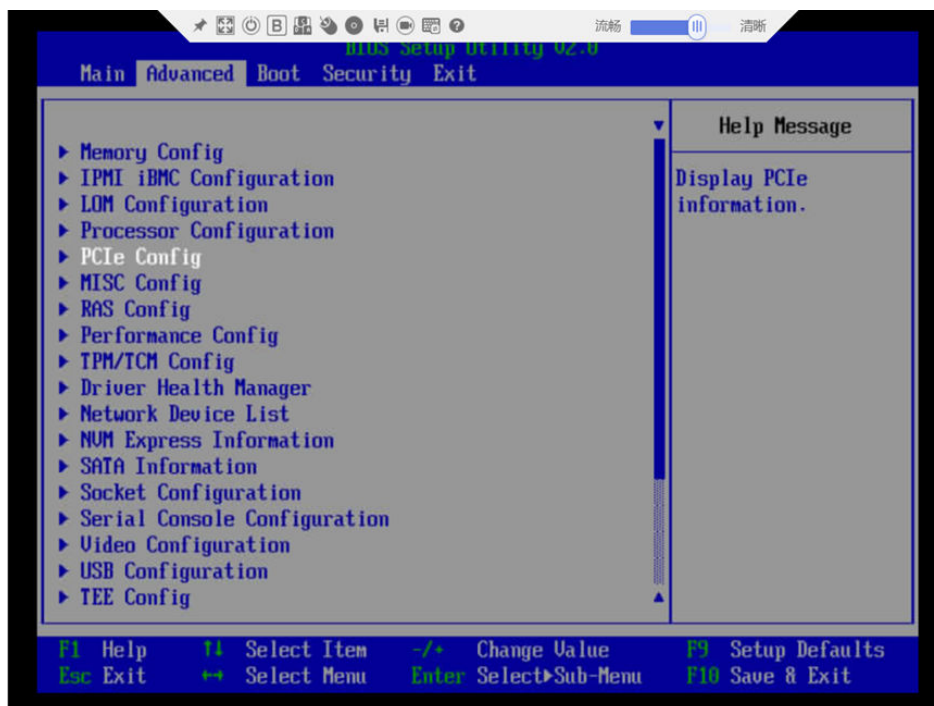 流畅 清晰
BIOS Setup Utility V2.0
Main Advanced Boot Security Exit
Help Message
Memory Config
IPMI iBMC Configuration
Display PCIe
LOM Configuration
information.
Processor Configuration
PCIe Config
MISC Config
RAS Config
Performance Config
TPM/TCM Config
Driver Health Manager
Network Device List
NVM Express Information
SATA Information
Socket Configuration
Serial Console Configuration
Video Configuration
USB Configuration
TEE Config
F1 Help ↑↓ Select Item -/+ Change Value F9 Setup Defaults
Esc Exit ↔ Select Menu Enter Select▶Sub-Menu F10 Save & Exit